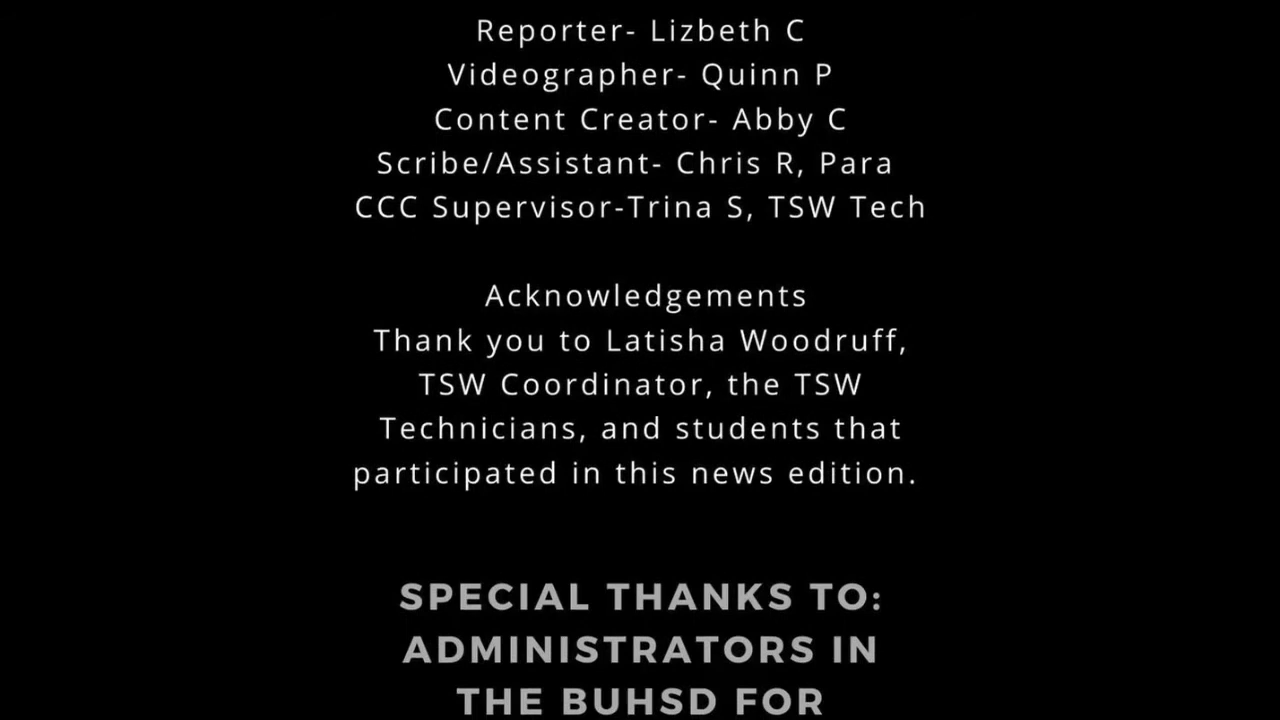 Reporter- Lizbeth C
Videographer- Quinn P
Content Creator- Abby C
Scribe/Assistant- Chris R, Para
CCC Supervisor-Trina S, TSW Tech
Acknowledgements
Thank you to Latisha Woodruff,
TSW Coordinator, the TSW
Technicians, and students that
participated in this news edition.
SPECIAL THANKS TO:
ADMINISTRATORS IN
THE BUHSD FOR